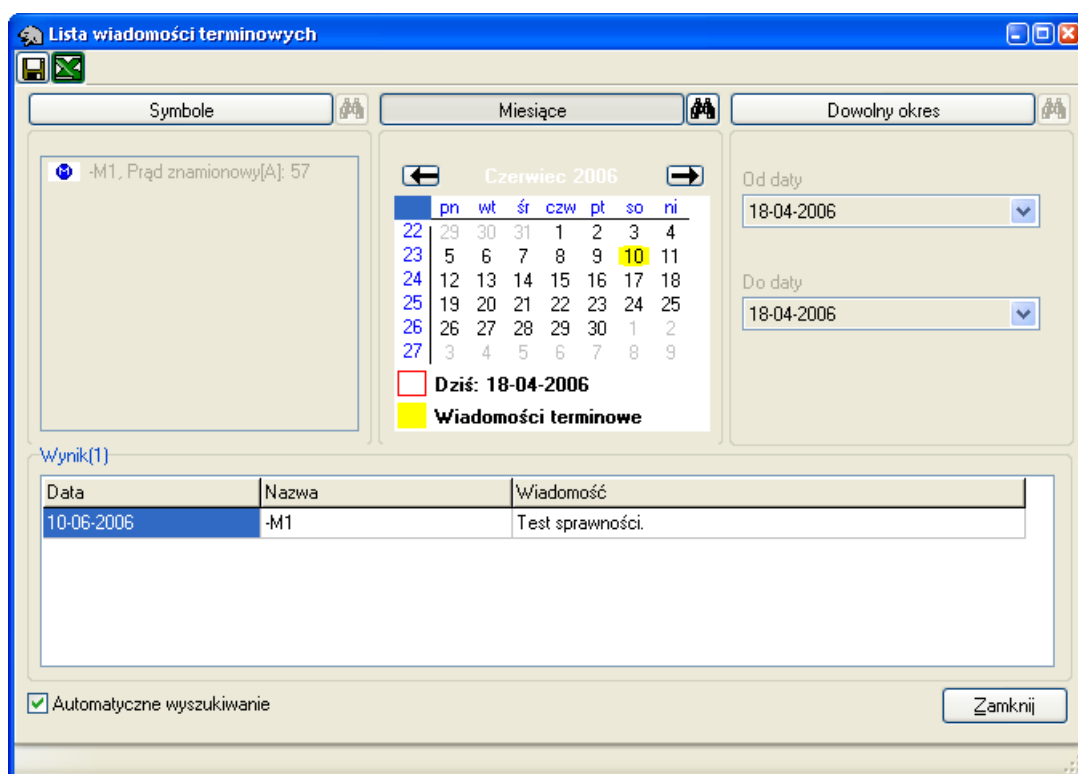 Lista wiadomości terminowych
Symbole
Miesiące
Dowolny okres
-M1, Prąd znamionowy[A]: 57
Czerwiec 2006
pn wt śr czw pt so ni
22 29 30 31 1 2 3 4
23 5 6 7 8 9 10 11
24 12 13 14 15 16 17 18
25 19 20 21 22 23 24 25
26 26 27 28 29 30 1 2
27 3 4 5 6 7 8 9
Dziś: 18-04-2006
Wiadomości terminowe
Od daty
18-04-2006
Do daty
18-04-2006
Wynik(1)
Data Nazwa Wiadomość
10-06-2006 -M1 Test sprawności.
Automatyczne wyszukiwanie
Zamknij